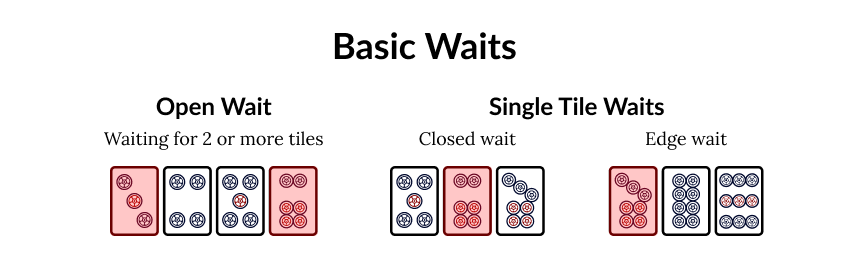 Basic Waits
Open Wait
Waiting for 2 or more tiles
Single Tile Waits
Closed wait
Edge wait